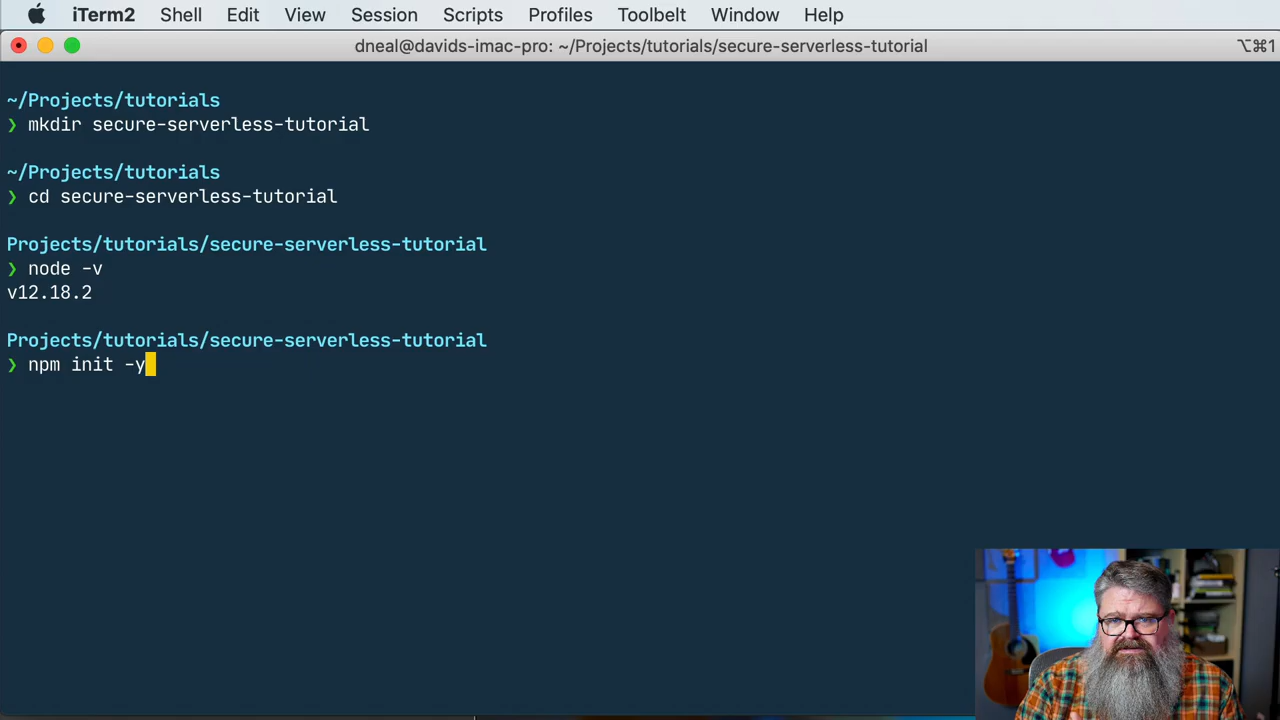 iTerm2 Shell Edit View Session Scripts Profiles Toolbelt Window Help
dneal@davids-imac-pro: ~/Projects/tutorials/secure-serverless-tutorial ⌥⌘1
~/Projects/tutorials
❯ mkdir secure-serverless-tutorial
~/Projects/tutorials
❯ cd secure-serverless-tutorial
Projects/tutorials/secure-serverless-tutorial
❯ node -v
v12.18.2
Projects/tutorials/secure-serverless-tutorial
❯ npm init -y